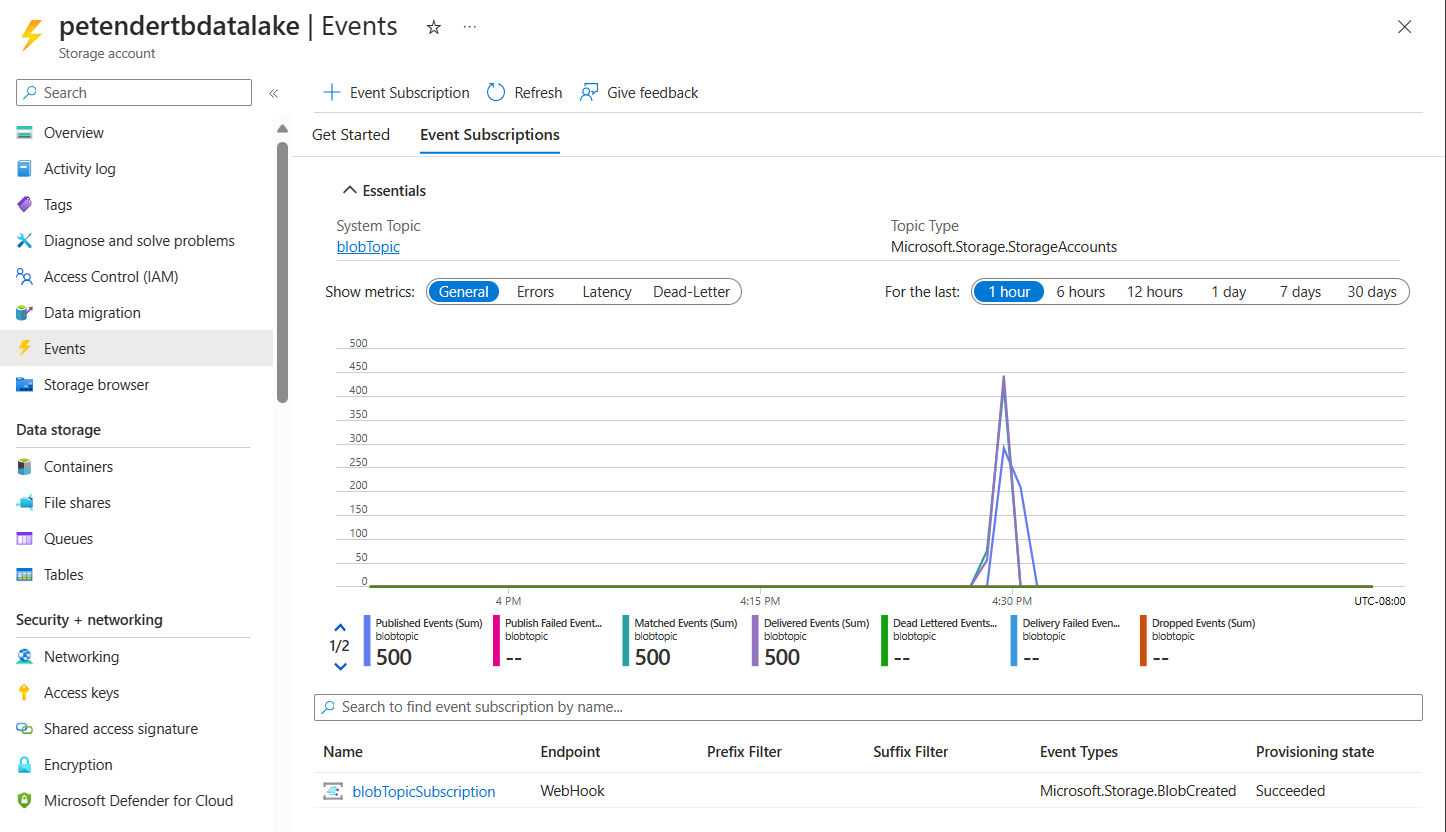 petendertbdatalake | Events
Storage account
Search
Overview
Activity log
Tags
Diagnose and solve problems
Access Control (IAM)
Data migration
Events
Storage browser
Data storage
Containers
File shares
Queues
Tables
Security + networking
Networking
Access keys
Shared access signature
Encryption
Microsoft Defender for Cloud
Event Subscription Refresh Give feedback
Get Started Event Subscriptions
Essentials
System Topic Topic Type
blobTopic Microsoft.Storage.StorageAccounts
Show metrics: General Errors Latency Dead-Letter For the last: 1 hour 6 hours 12 hours 1 day 7 days 30 days
500
450
400
350
300
250
200
150
100
50
0
4 PM 4:15 PM 4:30 PM UTC-08:00
1/2
Published Events (Sum) Publish Failed Event... Matched Events (Sum) Delivered Events (Sum) Dead Lettered Events... Delivery Failed Even... Dropped Events (Sum)
blobtopic blobtopic blobtopic blobtopic blobtopic blobtopic blobtopic
500 -- 500 500 -- -- --
Search to find event subscription by name...
Name Endpoint Prefix Filter Suffix Filter Event Types Provisioning state
blobTopicSubscription WebHook Microsoft.Storage.BlobCreated Succeeded